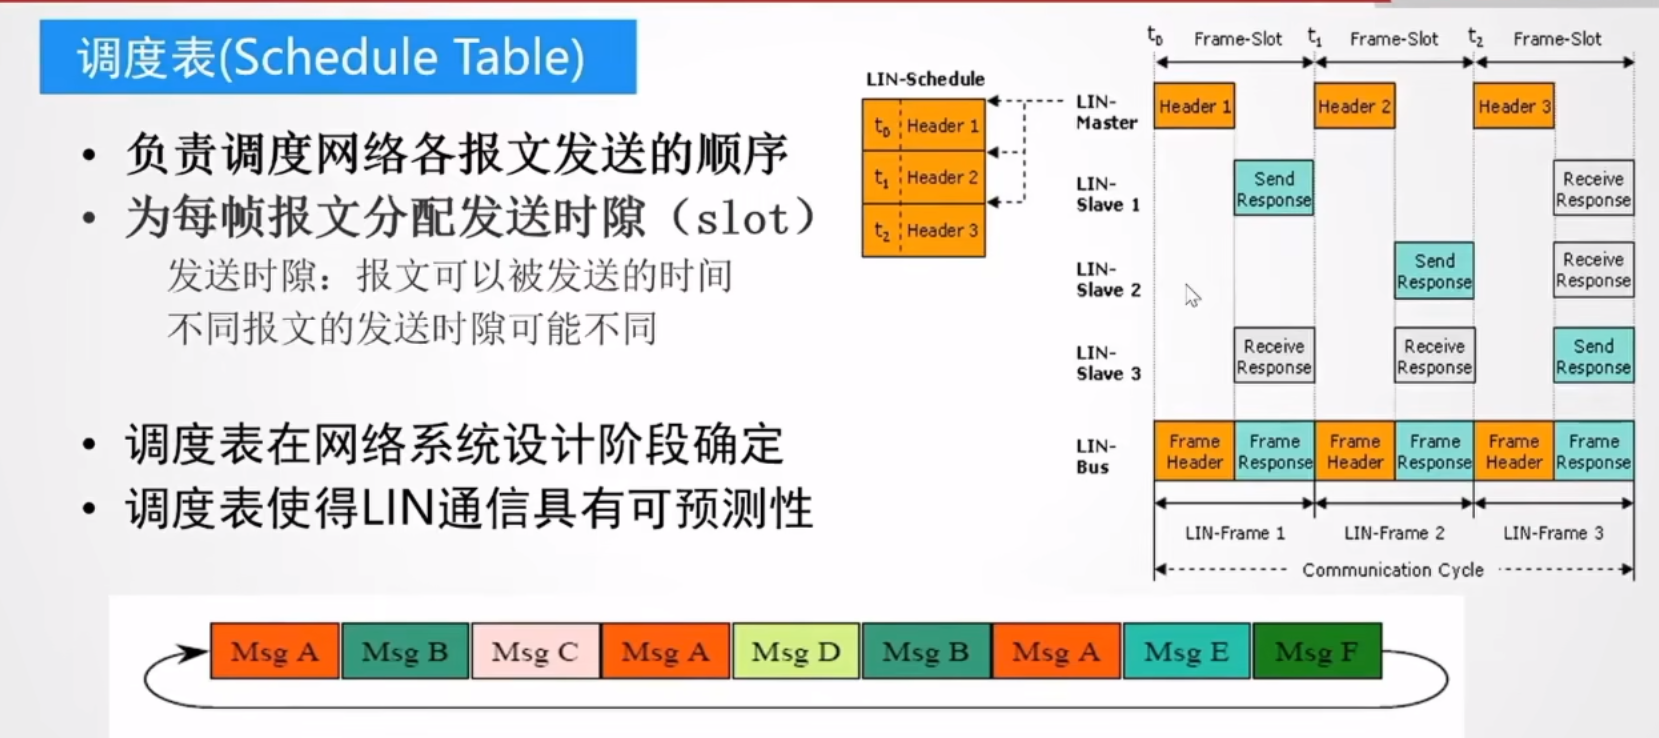 调度表(Schedule Table)
• 负责调度网络各报文发送的顺序
• 为每帧报文分配发送时隙（slot）
发送时隙：报文可以被发送的时间
不同报文的发送时隙可能不同
• 调度表在网络系统设计阶段确定
• 调度表使得LIN通信具有可预测性
LIN-Schedule
t0 Header 1
t1 Header 2
t2 Header 3
t0 Frame-Slot t1 Frame-Slot t2 Frame-Slot
LIN-
Master
Header 1 Header 2 Header 3
LIN-
Slave 1
Send
Response
Receive
Response
LIN-
Slave 2
Send
Response
Receive
Response
LIN-
Slave 3
Receive
Response
Receive
Response
Send
Response
LIN-
Bus
Frame
Header
Frame
Response
Frame
Header
Frame
Response
Frame
Header
Frame
Response
LIN-Frame 1 LIN-Frame 2 LIN-Frame 3
Communication Cycle
Msg A Msg B Msg C Msg A Msg D Msg B Msg A Msg E Msg F